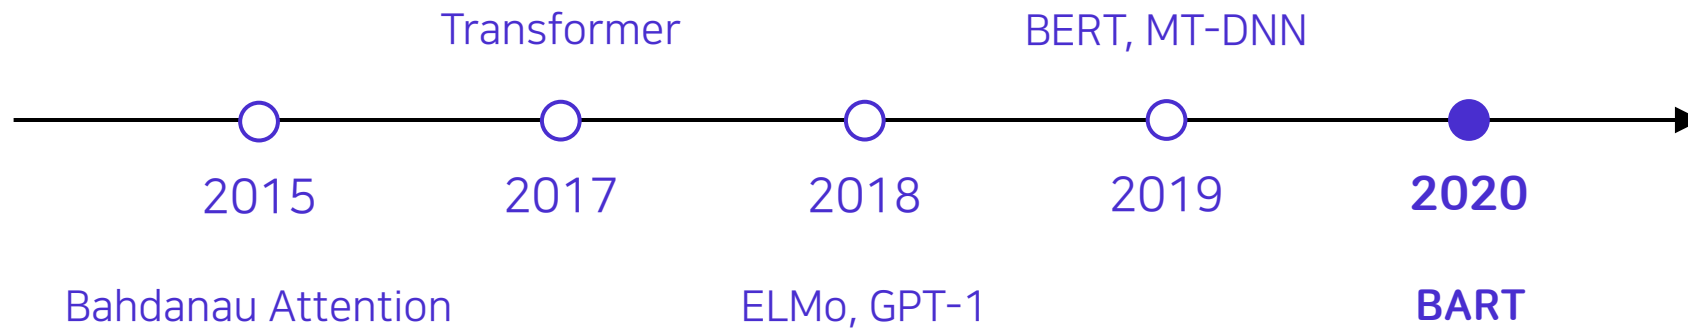 Transformer
BERT, MT-DNN
2015
2017
2018
2019
2020
Bahdanau Attention
ELMo, GPT-1
BART